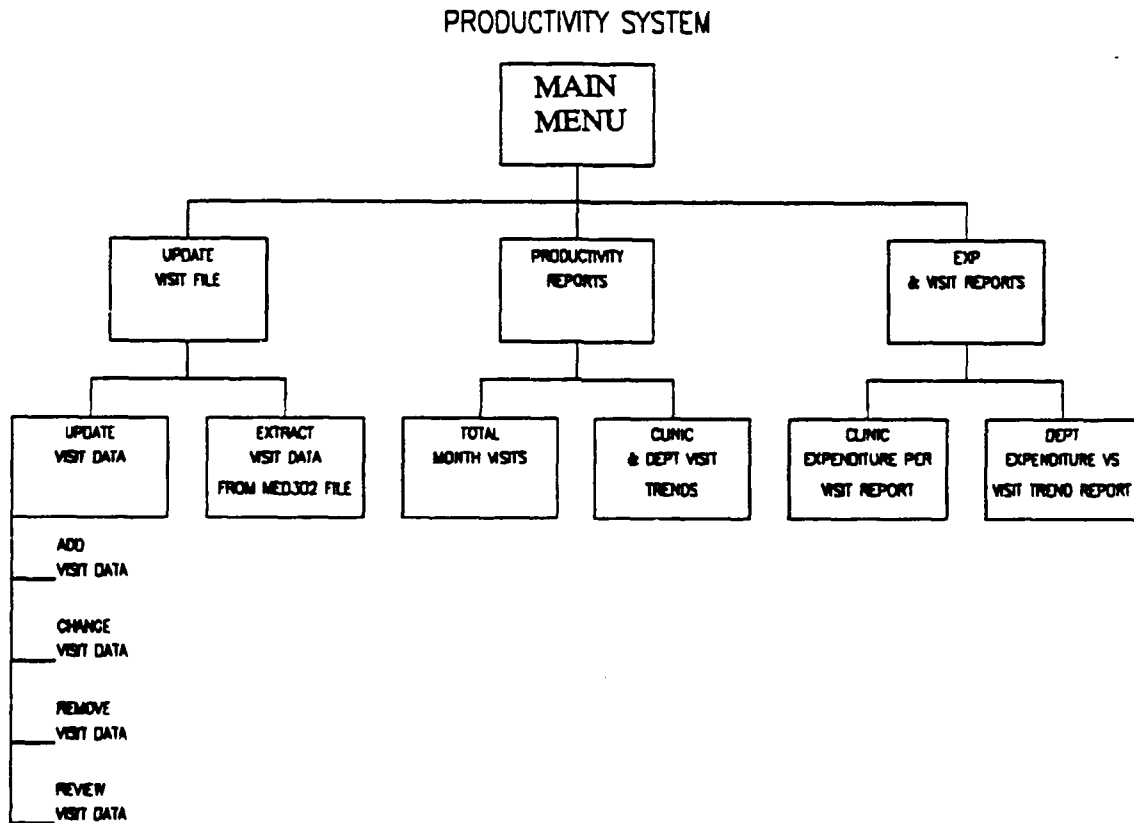 PRODUCTIVITY SYSTEM
MAIN
MENU
UPDATE
VISIT FILE
PRODUCTIVITY
REPORTS
EXP
& VISIT REPORTS
UPDATE
VISIT DATA
EXTRACT
VISIT DATA
FROM MED302 FILE
TOTAL
MONTH VISITS
CLINIC
& DEPT VISIT
TRENDS
CLINIC
EXPENDITURE PER
VISIT REPORT
DEPT
EXPENDITURE VS
VISIT TREND REPORT
ADD
VISIT DATA
CHANGE
VISIT DATA
REMOVE
VISIT DATA
REVIEW
VISIT DATA